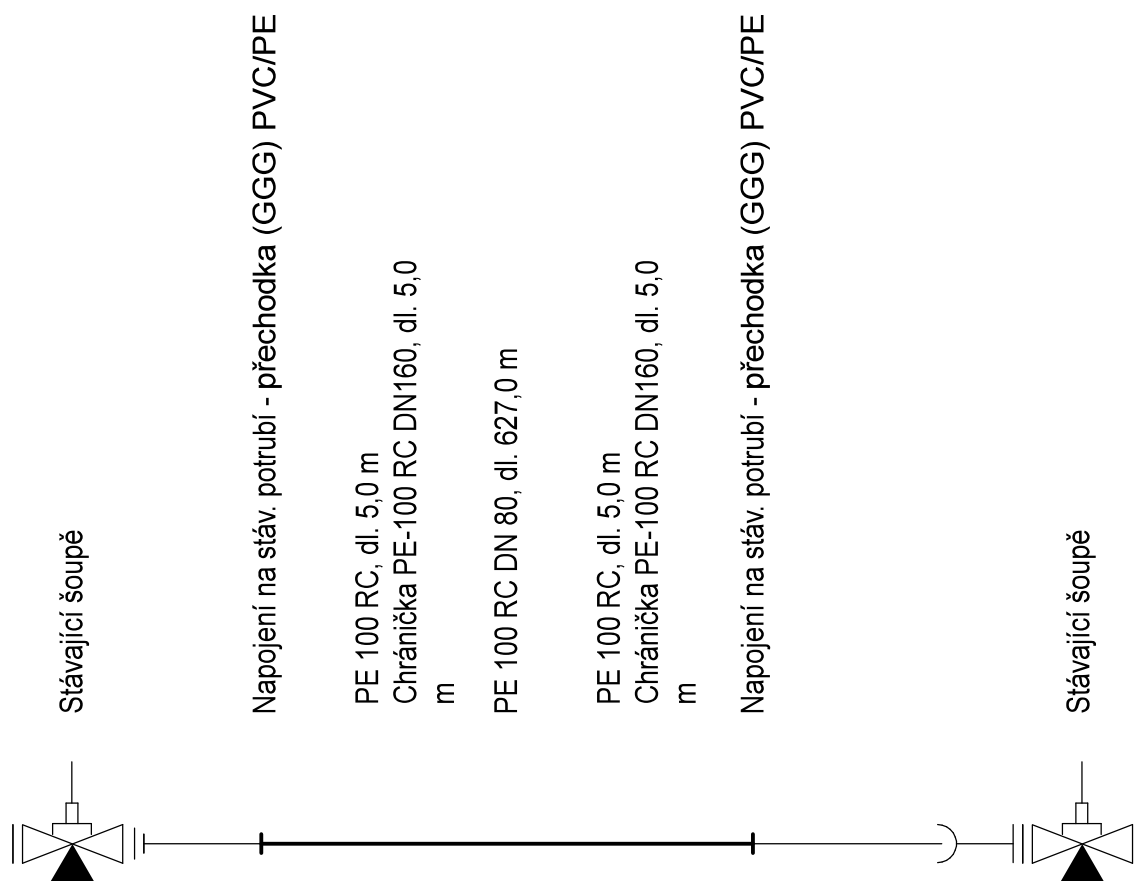 Stávající šoupě
Napojení na stáv. potrubí - přechodka (GGG) PVC/PE
PE 100 RC, dl. 5,0 m
Chránička PE-100 RC DN160, dl. 5,0
m
PE 100 RC DN 80, dl. 627,0 m
PE 100 RC, dl. 5,0 m
Chránička PE-100 RC DN160, dl. 5,0
m
Napojení na stáv. potrubí - přechodka (GGG) PVC/PE
Stávající šoupě